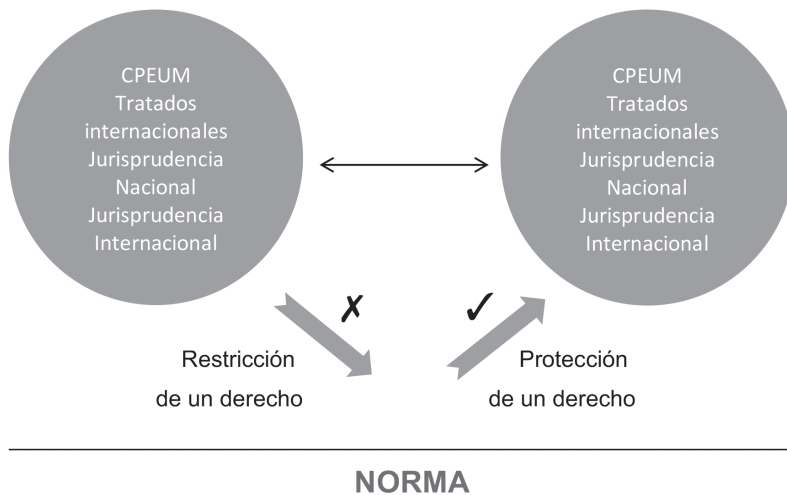 CPEUM
Tratados
internacionales
Jurisprudencia
Nacional
Jurisprudencia
Internacional
CPEUM
Tratados
internacionales
Jurisprudencia
Nacional
Jurisprudencia
Internacional
✗
✓
Restricción
de un derecho
Protección
de un derecho
NORMA